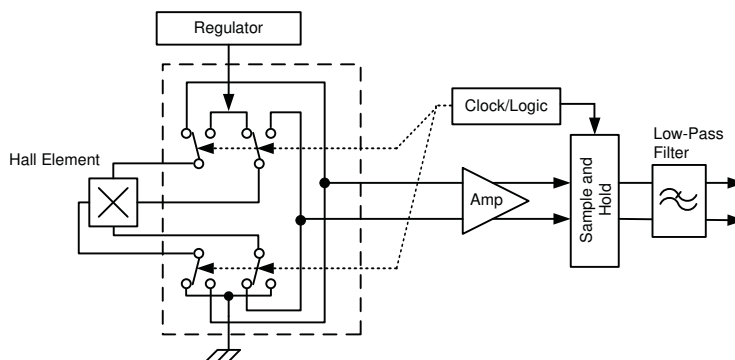 Regulator
Clock/Logic
Hall Element
Low-Pass
Filter
Amp
Sample and
Hold